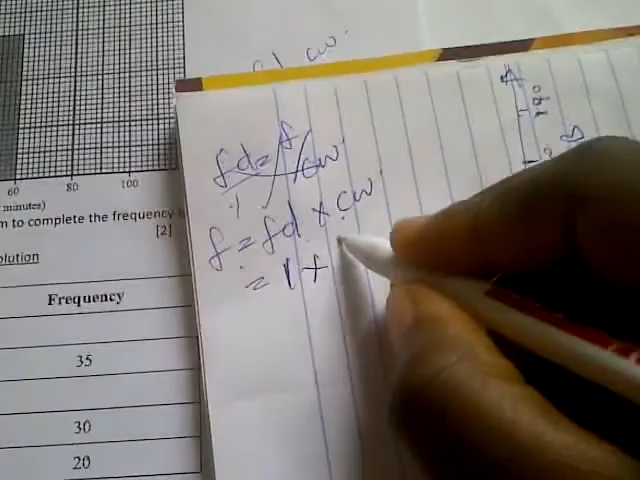 60 80 100
minutes)
m to complete the frequency
[2]
olution
Frequency
35
30
20
cw
fd = f/cw
f = fd x cw
= 1 x